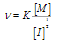 ν = K [M] / [I]^{1/2}